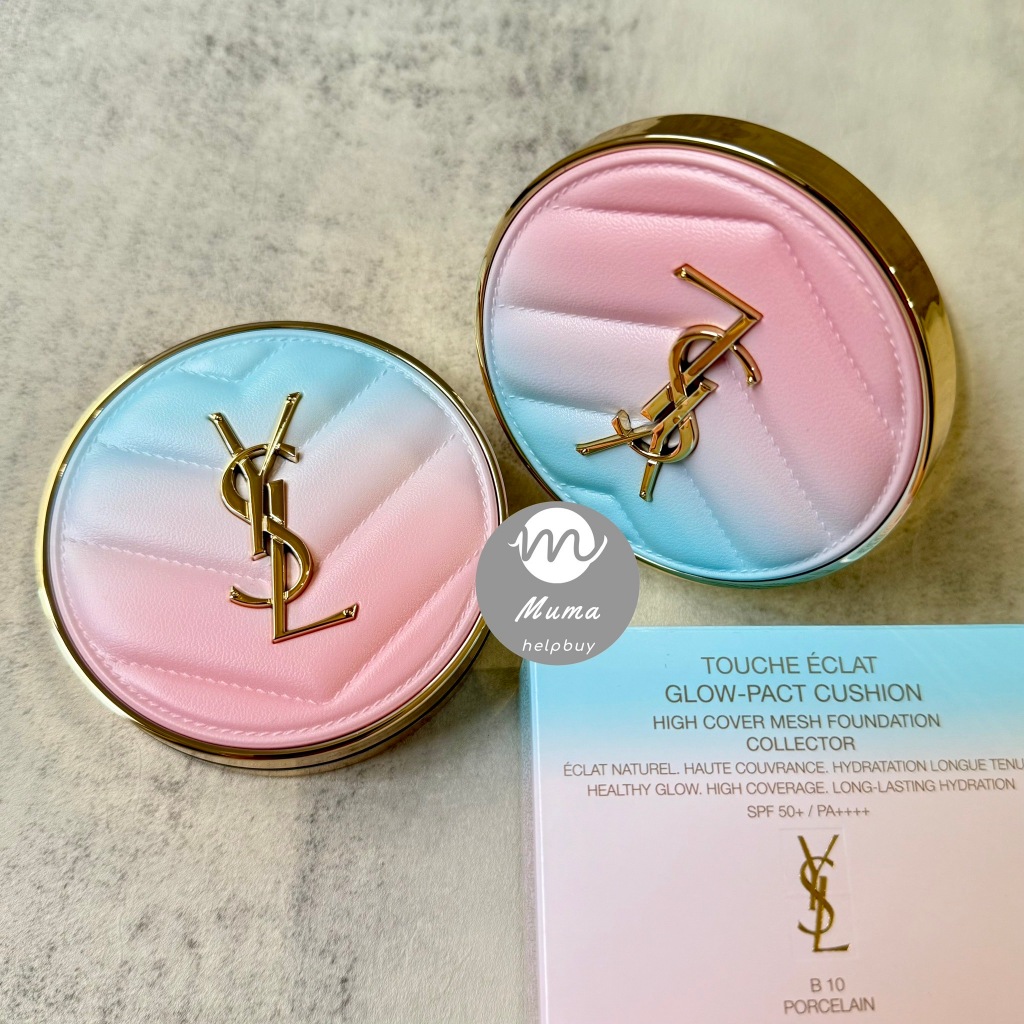 YSL
YSL
m
Muma
helpbuy
TOUCHE ÉCLAT
GLOW-PACT CUSHION
HIGH COVER MESH FOUNDATION
COLLECTOR
ÉCLAT NATUREL. HAUTE COUVRANCE. HYDRATATION LONGUE TENU
HEALTHY GLOW. HIGH COVERAGE. LONG-LASTING HYDRATION
SPF 50+ / PA++++
YSL
B 10
PORCELAIN